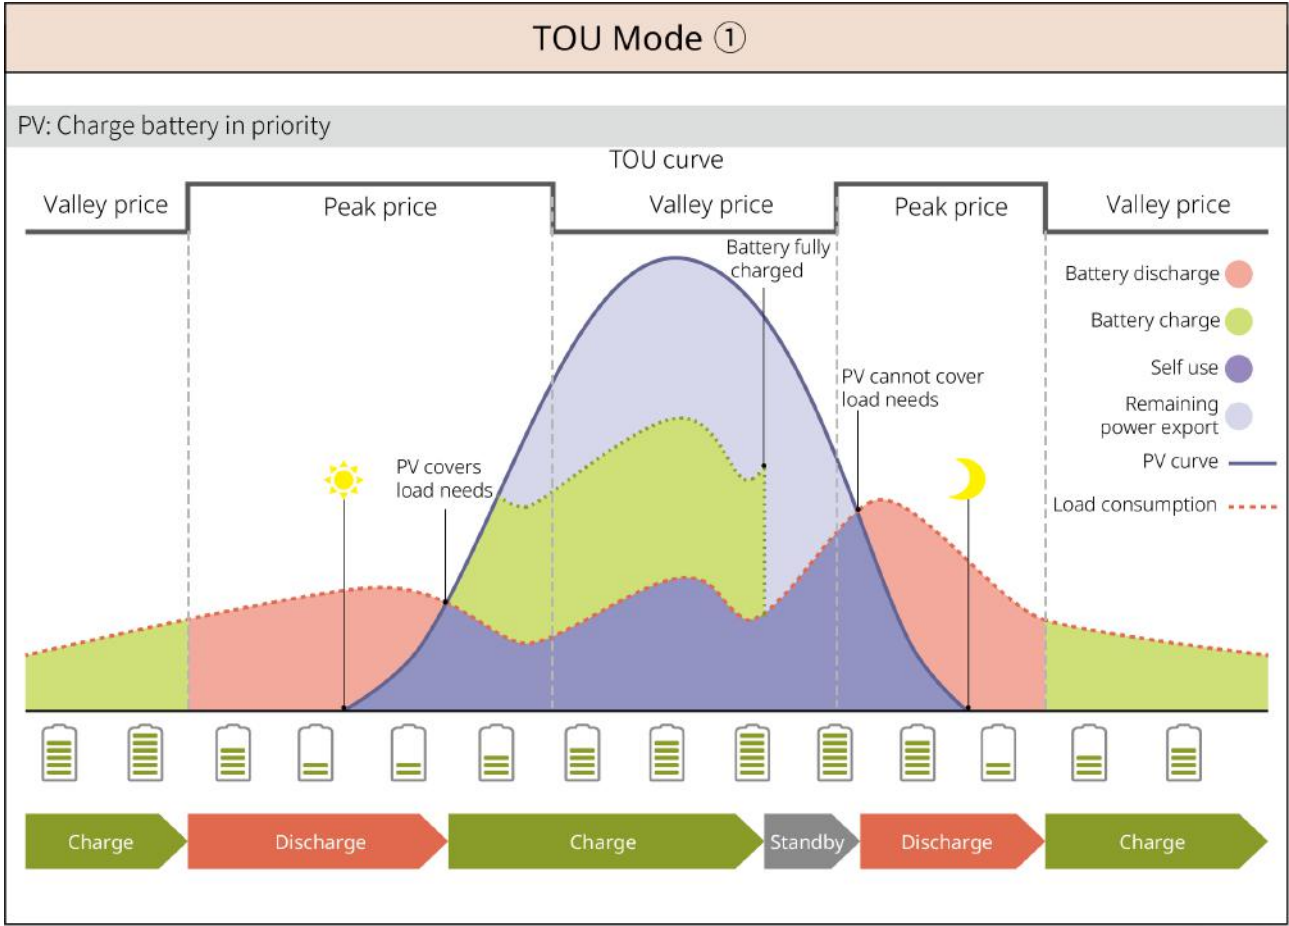 TOU Mode ①
PV: Charge battery in priority
TOU curve
Valley price
Peak price
Valley price
Peak price
Valley price
Battery fully
charged
Battery discharge
Battery charge
Self use
Remaining
power export
PV curve
Load consumption
PV cannot cover
load needs
PV covers
load needs
Charge
Discharge
Charge
Standby
Discharge
Charge